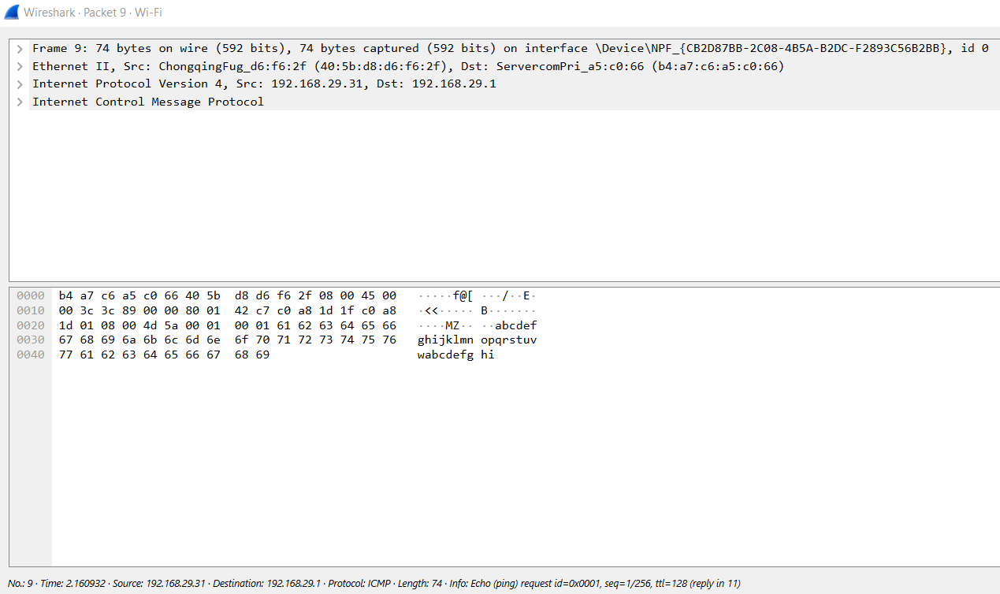 Wireshark · Packet 9 · Wi-Fi
Frame 9: 74 bytes on wire (592 bits), 74 bytes captured (592 bits) on interface \Device\NPF_{CB2D87BB-2C08-4B5A-B2DC-F2893C56B2BB}, id 0
Ethernet II, Src: ChongqingFug_d6:f6:2f (40:5b:d8:d6:f6:2f), Dst: ServercomPri_a5:c0:66 (b4:a7:c6:a5:c0:66)
Internet Protocol Version 4, Src: 192.168.29.31, Dst: 192.168.29.1
Internet Control Message Protocol
0000 b4 a7 c6 a5 c0 66 40 5b d8 d6 f6 2f 08 00 45 00 ·····f@[ ···/··E·
0010 00 3c 3c 89 00 00 80 01 42 c7 c0 a8 1d 1f c0 a8 ·<<····· B·······
0020 1d 01 08 00 4d 5a 00 01 00 01 61 62 63 64 65 66 ····MZ·· ··abcdef
0030 67 68 69 6a 6b 6c 6d 6e 6f 70 71 72 73 74 75 76 ghijklmn opqrstuv
0040 77 61 62 63 64 65 66 67 68 69 wabcdefg hi
No.: 9 · Time: 2.160932 · Source: 192.168.29.31 · Destination: 192.168.29.1 · Protocol: ICMP · Length: 74 · Info: Echo (ping) request id=0x0001, seq=1/256, ttl=128 (reply in 11)